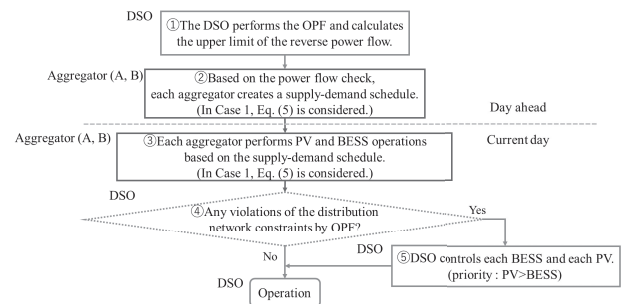 DSO
①The DSO performs the OPF and calculates
the upper limit of the reverse power flow.
Aggregator (A, B)
②Based on the power flow check,
each aggregator creates a supply-demand schedule.
(In Case 1, Eq. (5) is considered.)
Day ahead
Aggregator (A, B)
Current day
③Each aggregator performs PV and BESS operations
based on the supply-demand schedule.
(In Case 1, Eq. (5) is considered.)
DSO
④Any violations of the distribution
network constraints by OPF?
Yes
No
DSO
⑤DSO controls each BESS and each PV.
(priority : PV>BESS)
DSO
Operation